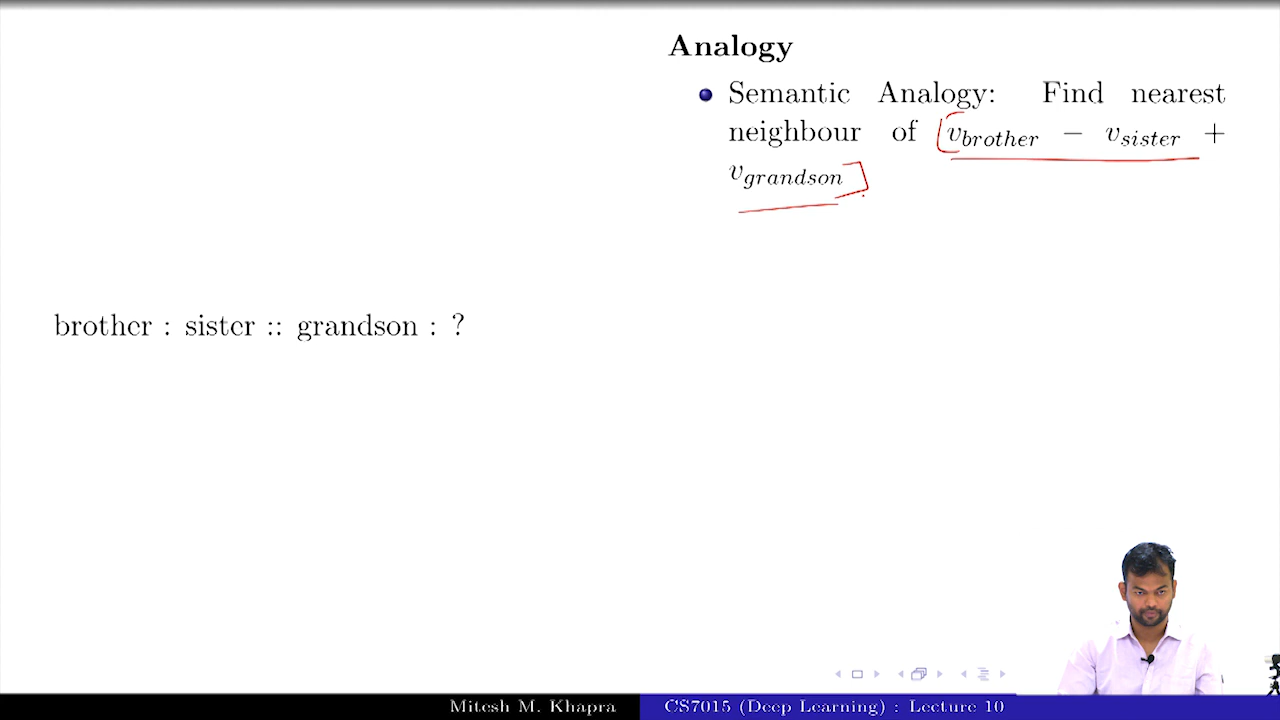 Analogy
Semantic Analogy: Find nearest
neighbour of v_brother − v_sister +
v_grandson
brother : sister :: grandson : ?
Mitesh M. Khapra
CS7015 (Deep Learning) : Lecture 10